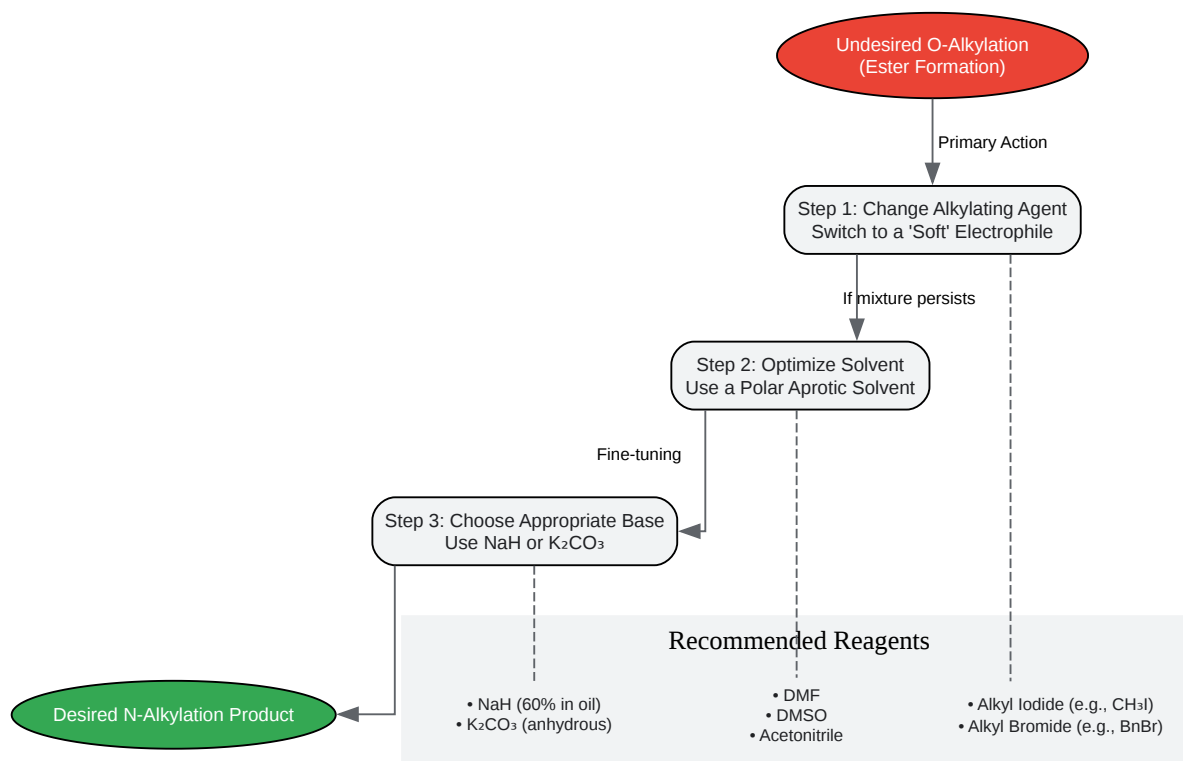 Undesired O-Alkylation
(Ester Formation)
Primary Action
Step 1: Change Alkylating Agent
Switch to a 'Soft' Electrophile
If mixture persists
Step 2: Optimize Solvent
Use a Polar Aprotic Solvent
Fine-tuning
Step 3: Choose Appropriate Base
Use NaH or K₂CO₃
Desired N-Alkylation Product
Recommended Reagents
• NaH (60% in oil)
• K₂CO₃ (anhydrous)
• DMF
• DMSO
• Acetonitrile
• Alkyl Iodide (e.g., CH₃I)
• Alkyl Bromide (e.g., BnBr)